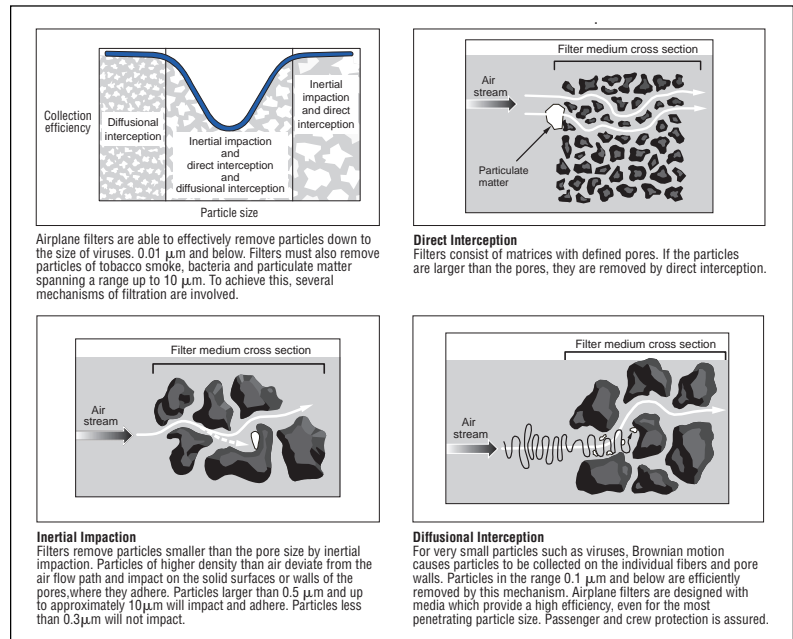 Collection
efficiency
Diffusional
interception
Inertial impaction
and
direct interception
and
diffusional interception
Inertial
impaction
and direct
interception
Particle size
Airplane filters are able to effectively remove particles down to
the size of viruses. 0.01 μm and below. Filters must also remove
particles of tobacco smoke, bacteria and particulate matter
spanning a range up to 10 μm. To achieve this, several
mechanisms of filtration are involved.
Filter medium cross section
Air
stream
Particulate
matter
Direct Interception
Filters consist of matrices with defined pores. If the particles
are larger than the pores, they are removed by direct interception.
Filter medium cross section
Air
stream
Inertial Impaction
Filters remove particles smaller than the pore size by inertial
impaction. Particles of higher density than air deviate from the
air flow path and impact on the solid surfaces or walls of the
pores,where they adhere. Particles larger than 0.5 μm and up
to approximately 10μm will impact and adhere. Particles less
than 0.3μm will not impact.
Filter medium cross section
Air
stream
Diffusional Interception
For very small particles such as viruses, Brownian motion
causes particles to be collected on the individual fibers and pore
walls. Particles in the range 0.1 μm and below are efficiently
removed by this mechanism. Airplane filters are designed with
media which provide a high efficiency, even for the most
penetrating particle size. Passenger and crew protection is assured.